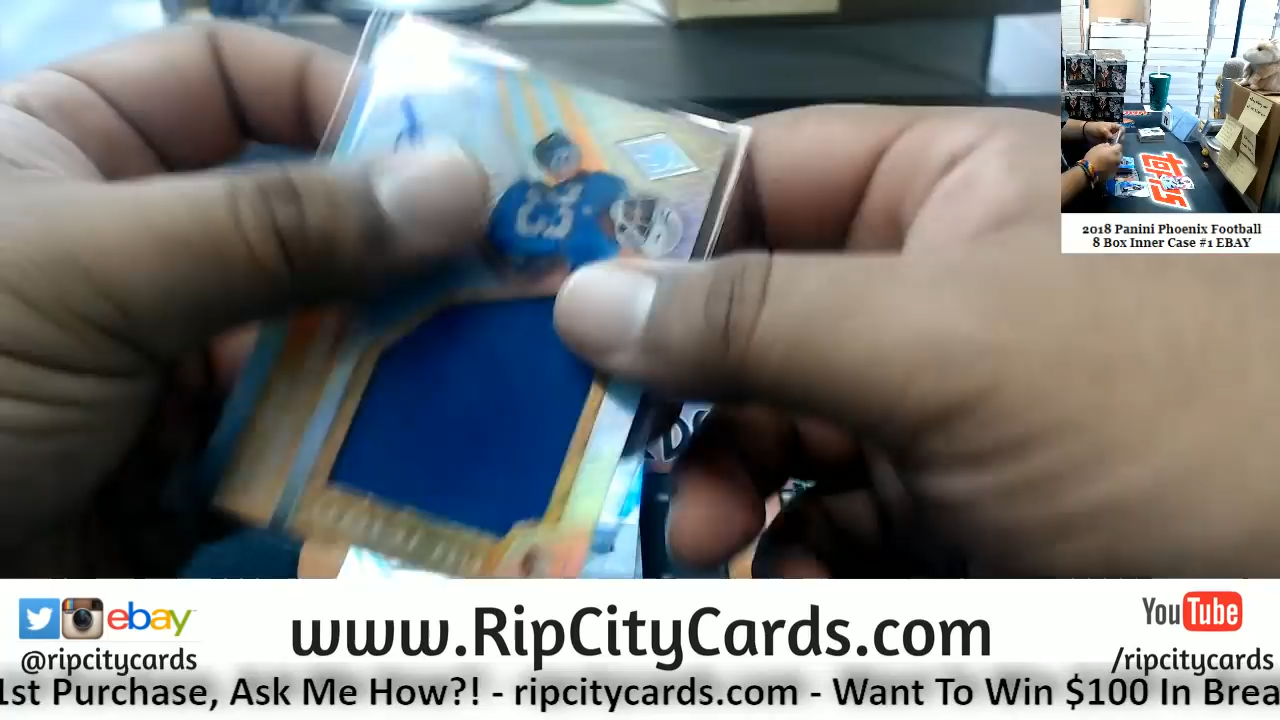 83
2018 Panini Phoenix Football
8 Box Inner Case #1 EBAY
ebay
@ripcitycards
www.RipCityCards.com
YouTube
/ripcitycards
1st Purchase, Ask Me How?! - ripcitycards.com - Want To Win $100 In Brea